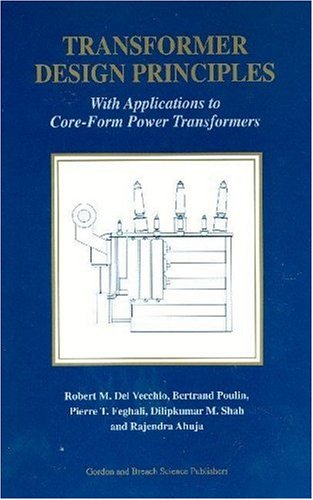 TRANSFORMER
DESIGN PRINCIPLES
With Applications to
Core-Form Power Transformers
Robert M. Del Vecchio, Bertrand Poulin,
Pierre T. Feghali, Dilipkumar M. Shah
and Rajendra Ahuja
Gordon and Breach Science Publishers